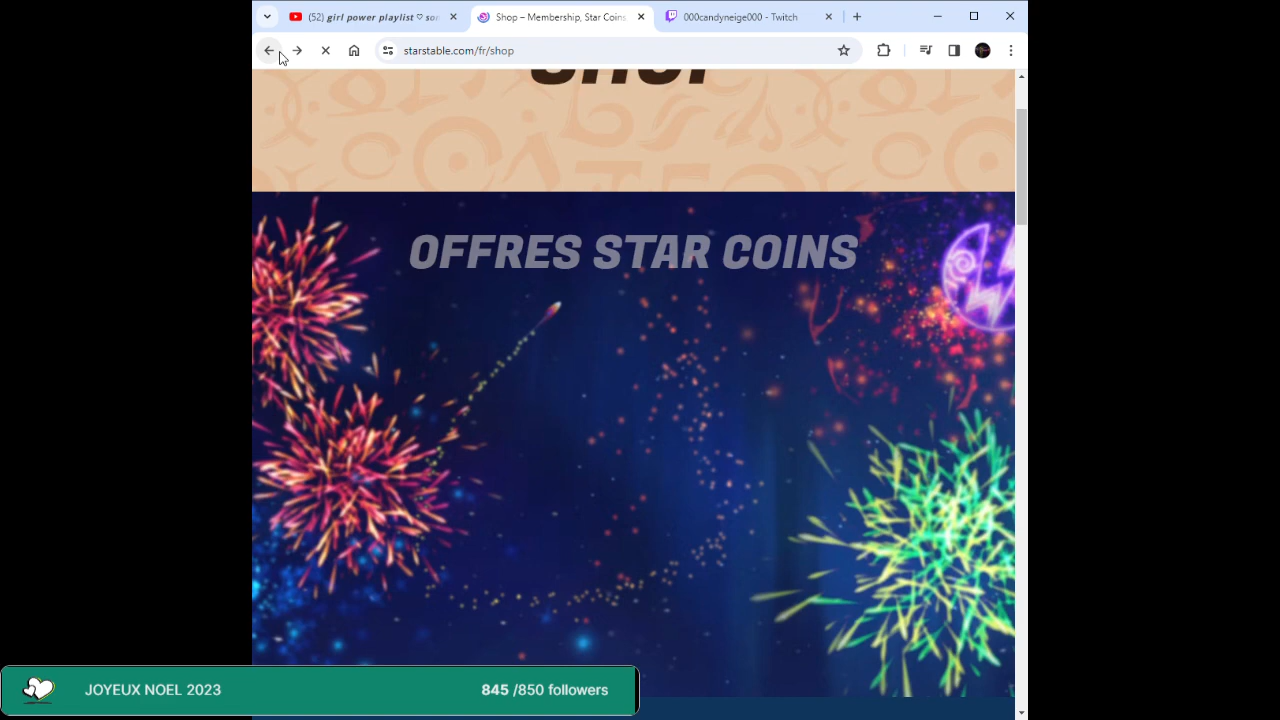 (52) 𝙜𝙞𝙧𝙡 𝙥𝙤𝙬𝙚𝙧 𝙥𝙡𝙖𝙮𝙡𝙞𝙨𝙩 ♡
Shop – Membership, Star Coins
000candyneige000 - Twitch
starstable.com/fr/shop
SHOP
OFFRES STAR COINS
JOYEUX NOEL 2023
845 /850 followers